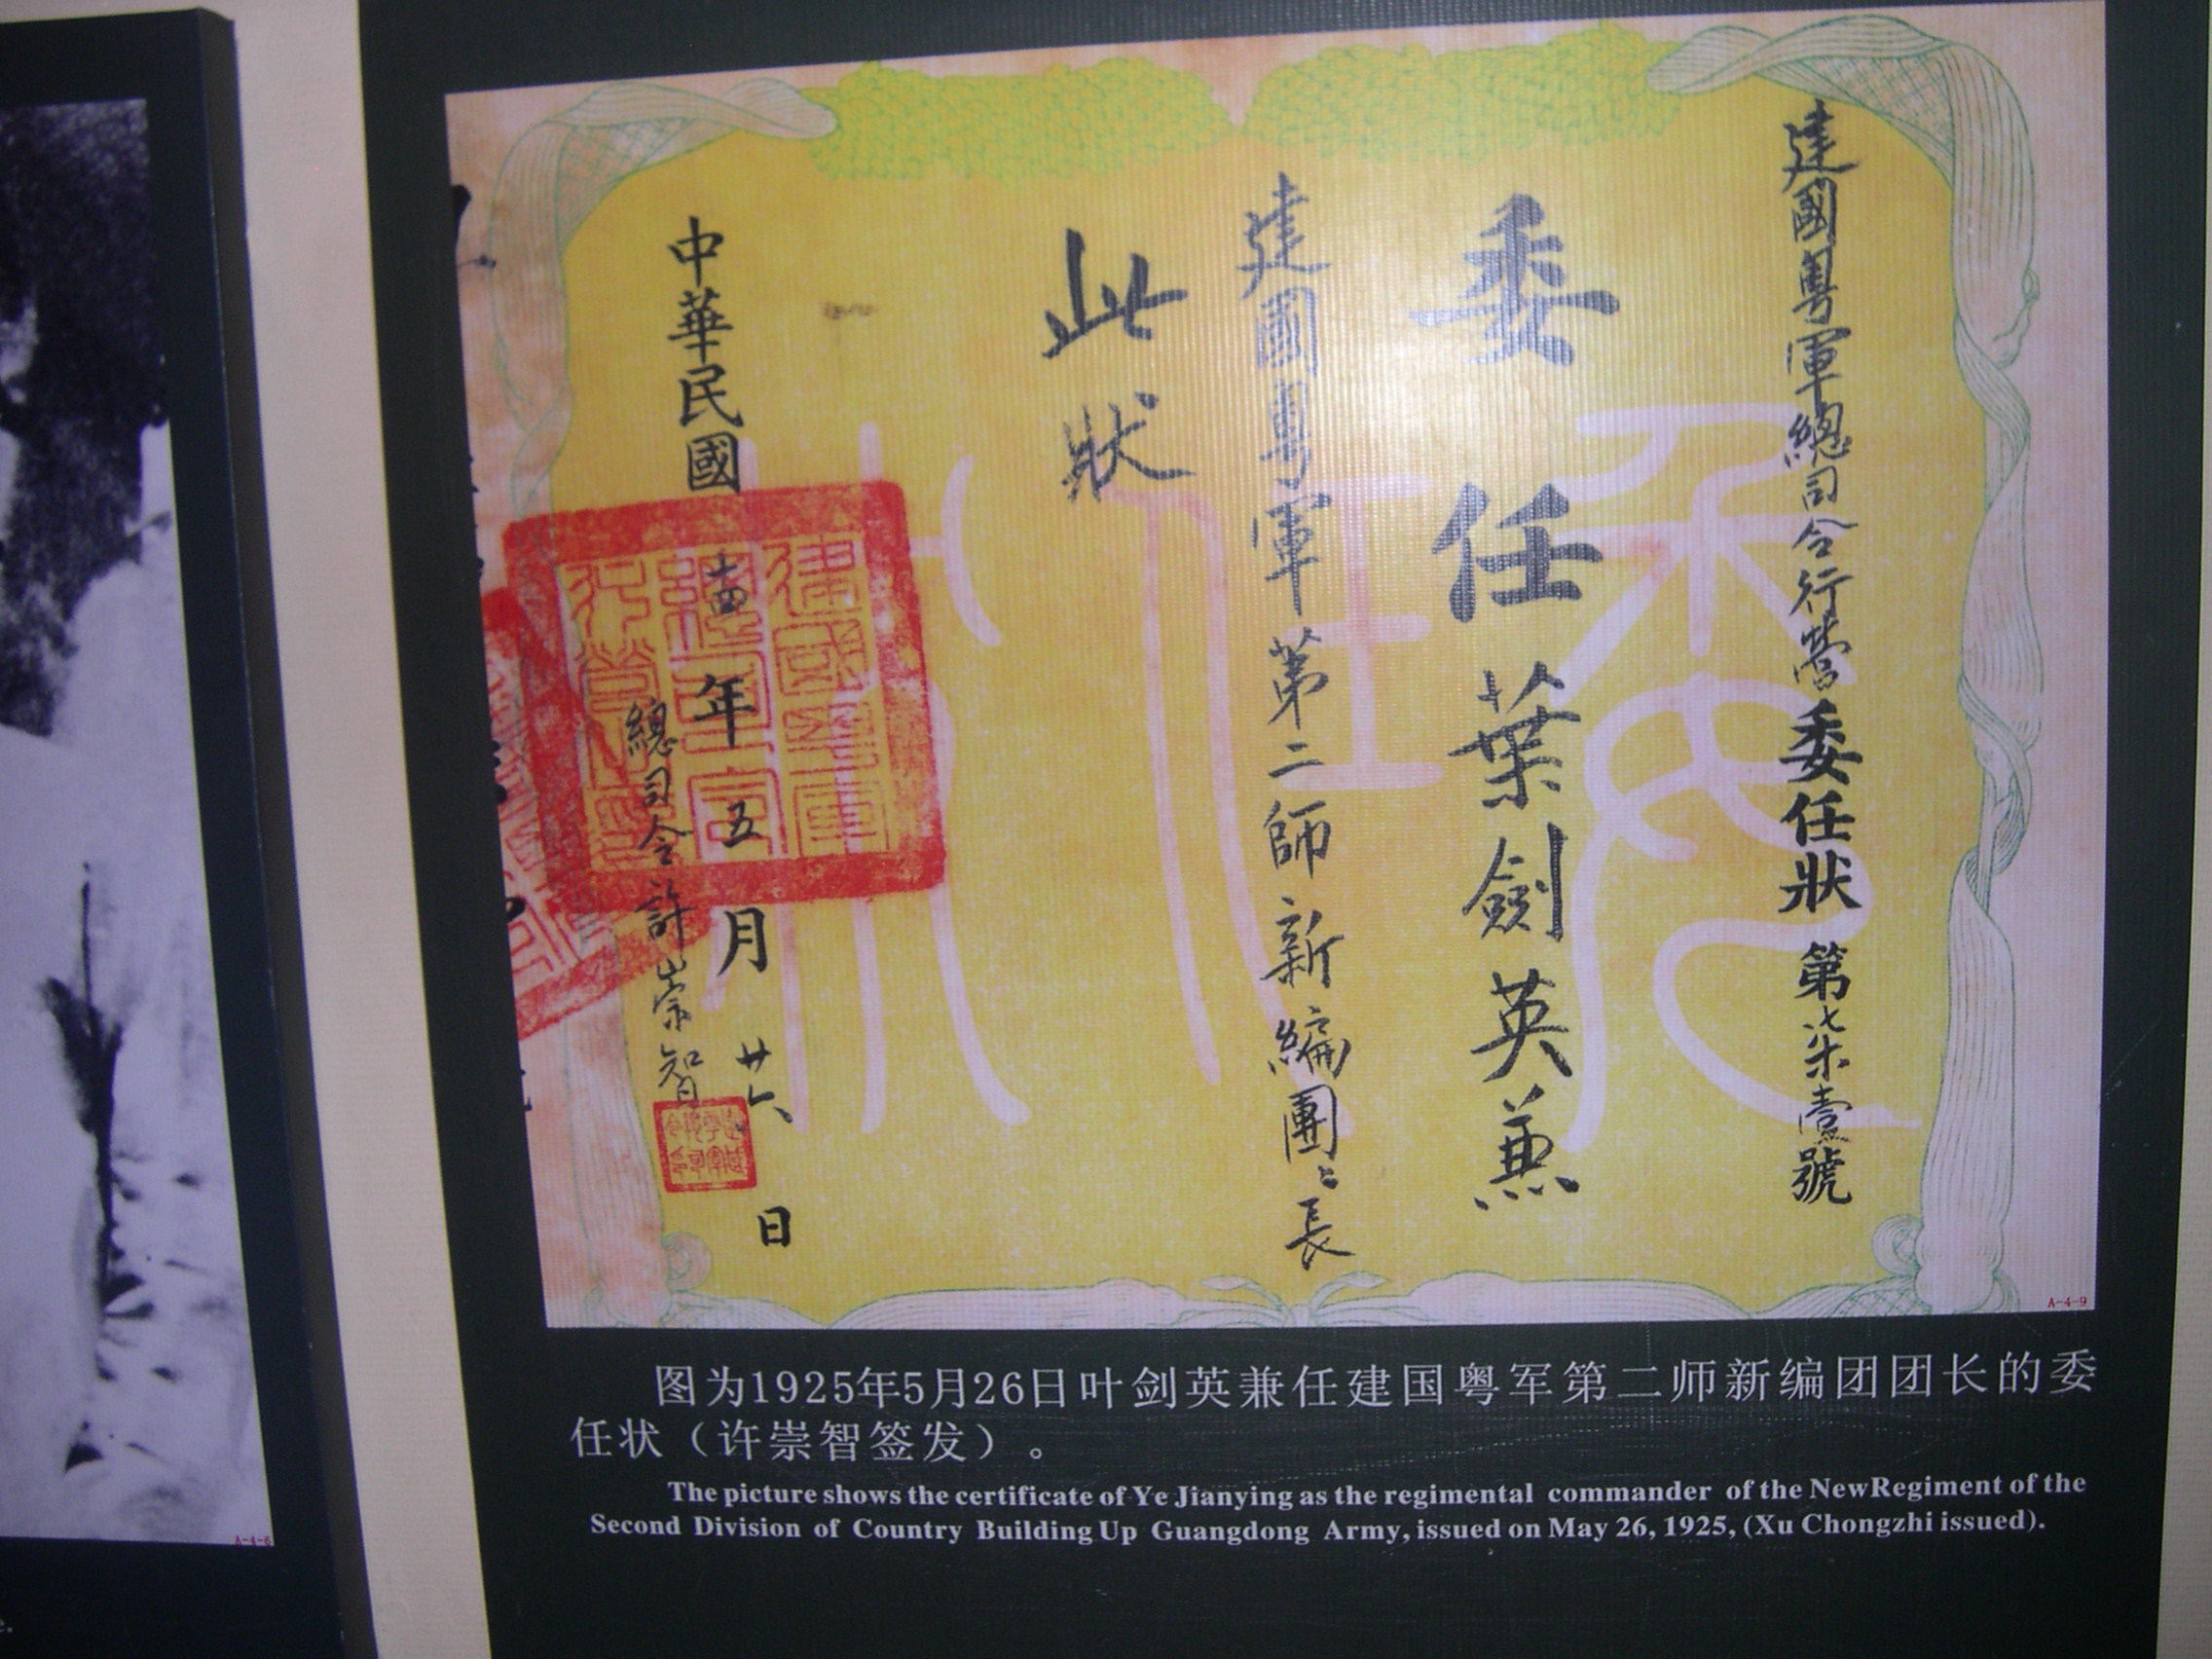 建國粵軍總司令行營委任狀第柒壹號
委任葉劍英兼
建國粵軍第二師新編團〻長
此狀
中華民國 年五月廿六日
總司令許崇智
A-4-9
图为1925年5月26日叶剑英兼任建国粤军第二师新编团团长的委
任状（许崇智签发）。
The picture shows the certificate of Ye Jianying as the regimental commander of the NewRegiment of the
Second Division of Country Building Up Guangdong Army, issued on May 26, 1925, (Xu Chongzhi issued).